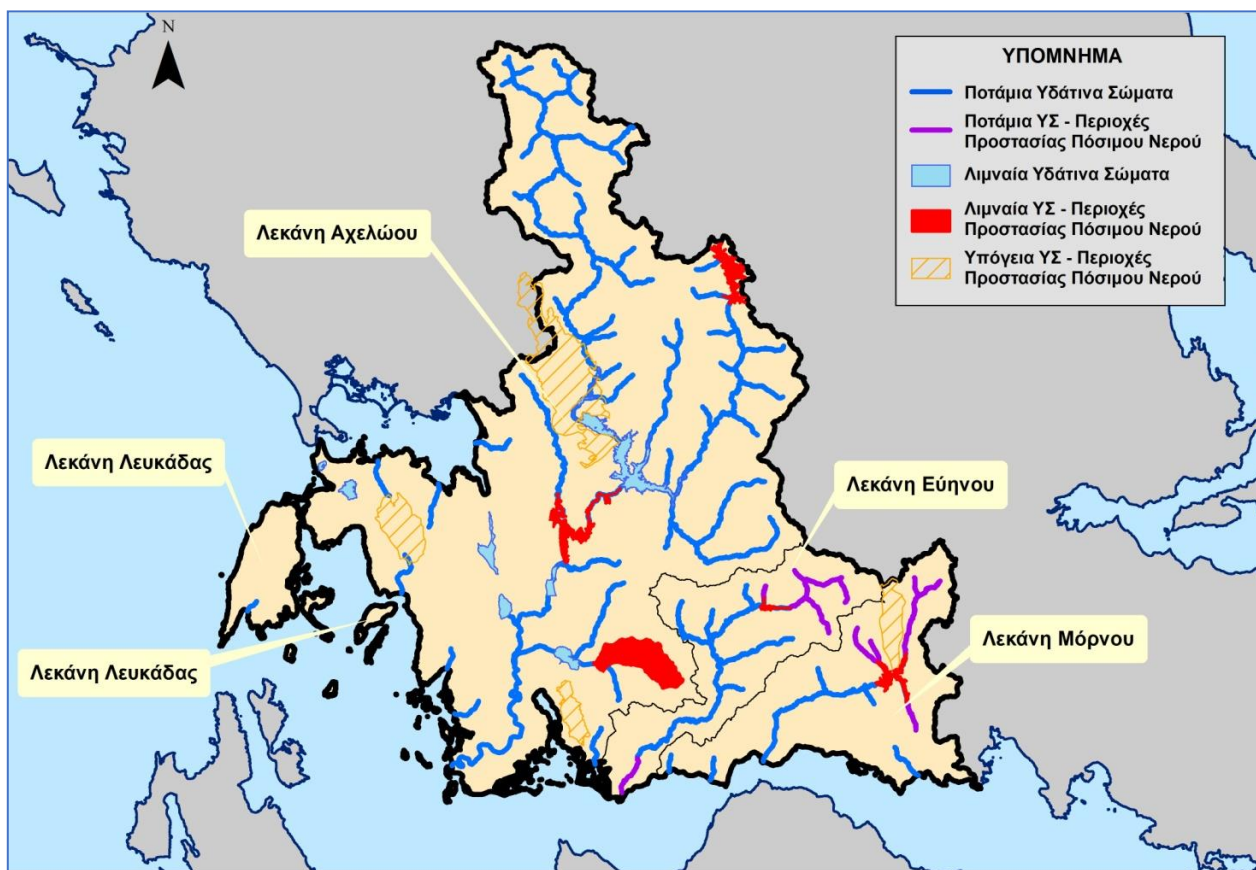 N
ΥΠΟΜΝΗΜΑ
Ποτάμια Υδάτινα Σώματα
Ποτάμια ΥΣ - Περιοχές
Προστασίας Πόσιμου Νερού
Λιμναία Υδάτινα Σώματα
Λιμναία ΥΣ - Περιοχές
Προστασίας Πόσιμου Νερού
Υπόγεια ΥΣ - Περιοχές
Προστασίας Πόσιμου Νερού
Λεκάνη Αχελώου
Λεκάνη Λευκάδας
Λεκάνη Εύηνου
Λεκάνη Μόρνου
Λεκάνη Λευκάδας